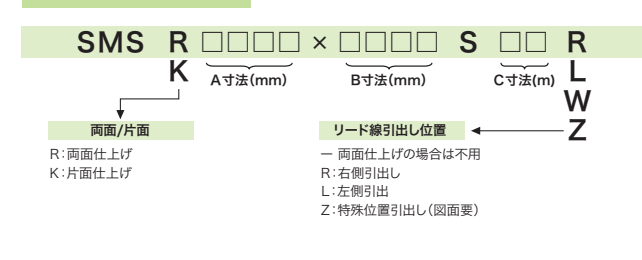 SMS R □□□□ × □□□□ S □□ R
K A寸法(mm) B寸法(mm) C寸法(m) L
W
Z
両面/片面
R:両面仕上げ
K:片面仕上げ
リード線引出し位置
ー 両面仕上げの場合は不用
R:右側引出し
L:左側引出
Z:特殊位置引出し(図面要)